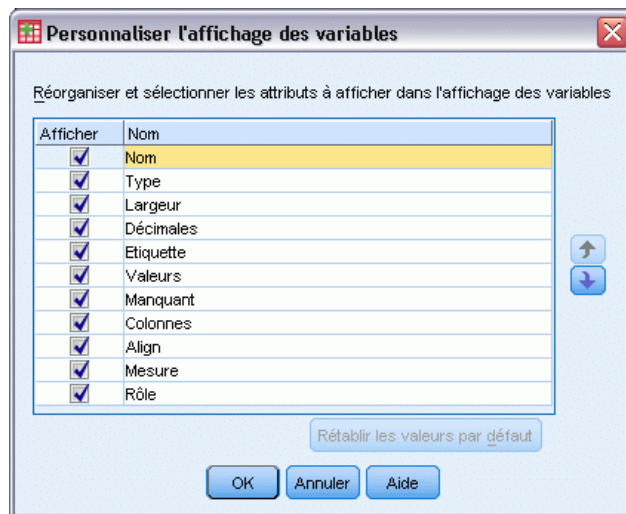 Personnaliser l'affichage des variables
Réorganiser et sélectionner les attributs à afficher dans l'affichage des variables
Afficher Nom
Nom
Type
Largeur
Décimales
Etiquette
Valeurs
Manquant
Colonnes
Align
Mesure
Rôle
Rétablir les valeurs par défaut
OK Annuler Aide